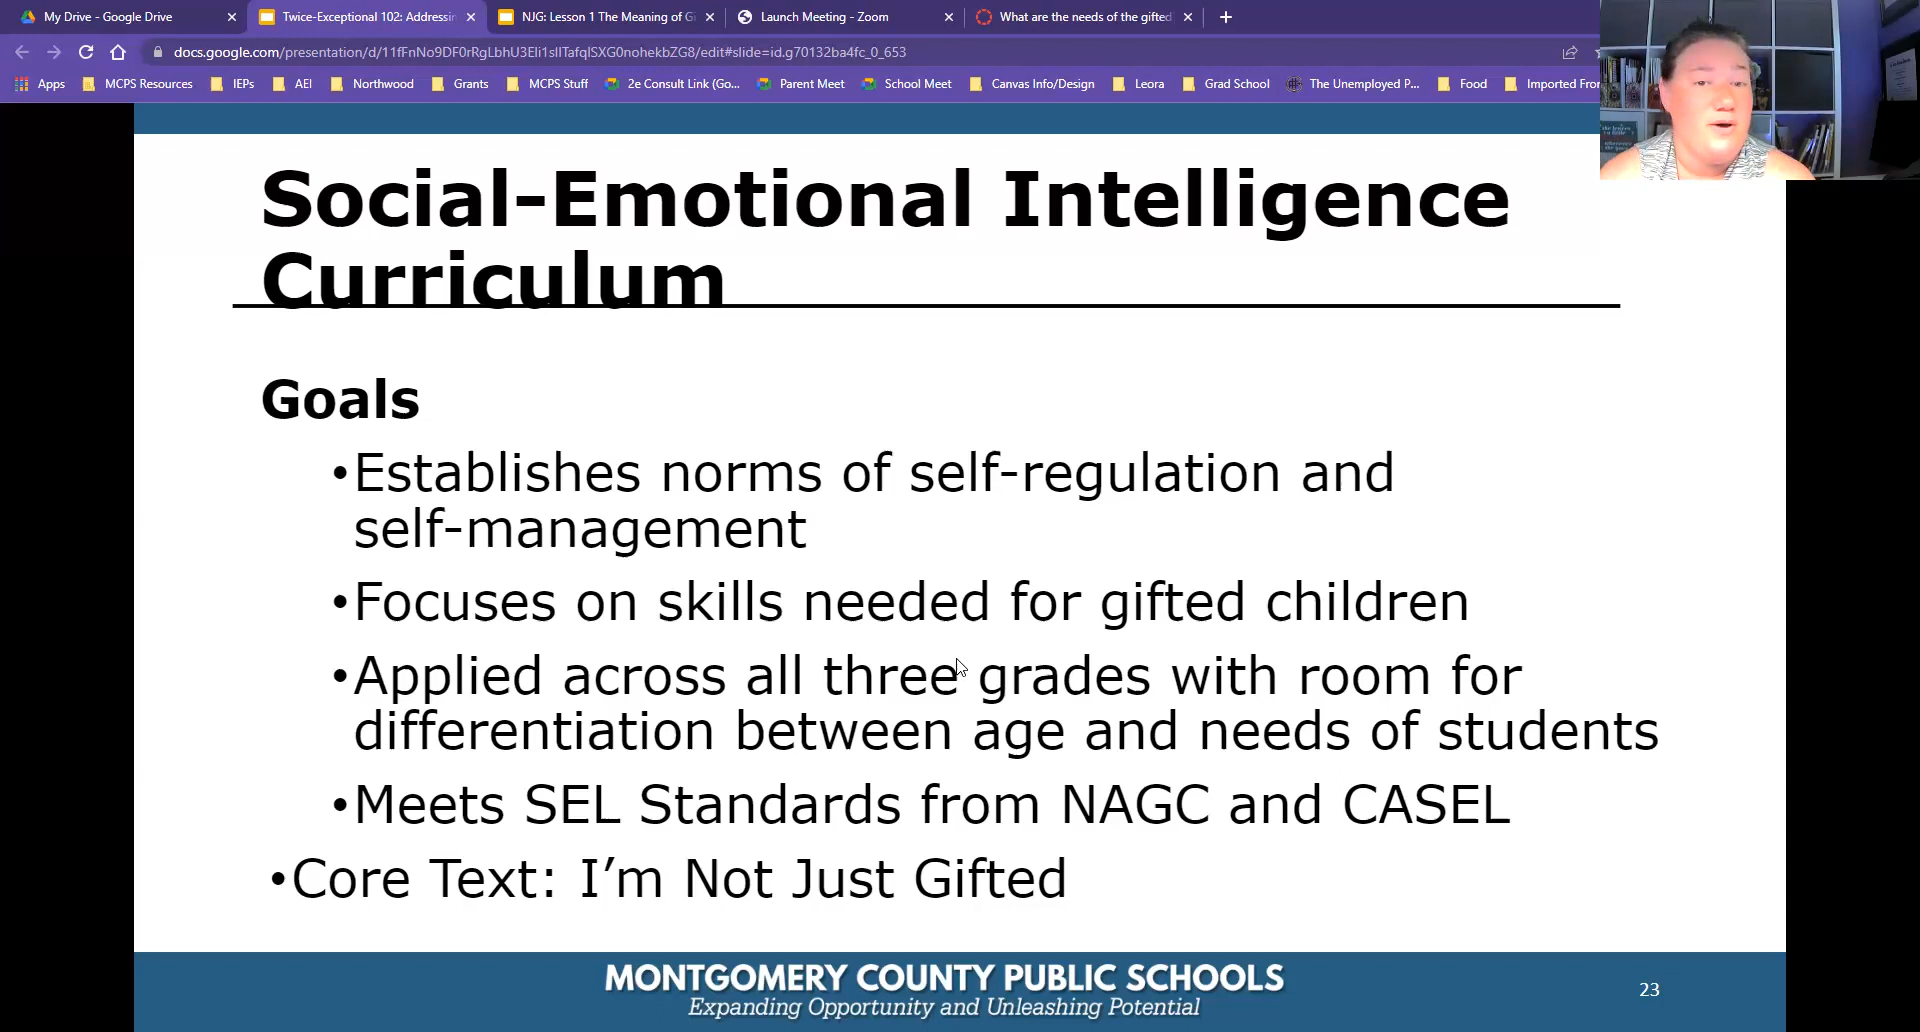 My Drive - Google Drive
Twice-Exceptional 102: Addressin
NJG: Lesson 1 The Meaning of Gi
Launch Meeting - Zoom
What are the needs of the gifted
docs.google.com/presentation/d/11fFnNo9DF0rRgLbhU3Eli1sIITafqlSXG0nohekbZG8/edit#slide=id.g70132ba4fc_0_653
Apps
MCPS Resources
IEPs
AEI
Northwood
Grants
MCPS Stuff
2e Consult Link (Go...
Parent Meet
School Meet
Canvas Info/Design
Leora
Grad School
The Unemployed P...
Food
Imported Fro
Social-Emotional Intelligence
Curriculum
Goals
•Establishes norms of self-regulation and
self-management
•Focuses on skills needed for gifted children
•Applied across all three grades with room for
differentiation between age and needs of students
•Meets SEL Standards from NAGC and CASEL
•Core Text: I’m Not Just Gifted
MONTGOMERY COUNTY PUBLIC SCHOOLS
Expanding Opportunity and Unleashing Potential
23